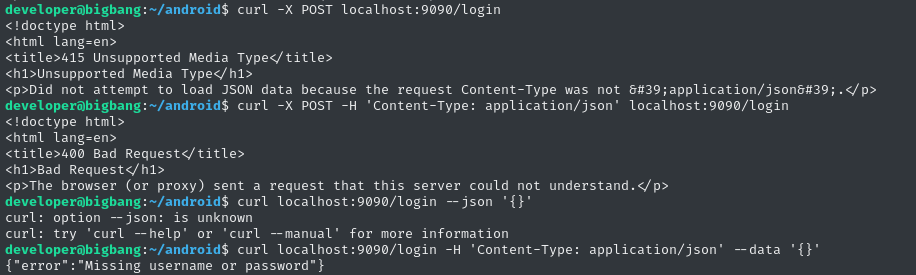 developer@bigbang:~/android$ curl -X POST localhost:9090/login
<!doctype html>
<html lang=en>
<title>415 Unsupported Media Type</title>
<h1>Unsupported Media Type</h1>
<p>Did not attempt to load JSON data because the request Content-Type was not &#39;application/json&#39;.</p>
developer@bigbang:~/android$ curl -X POST -H 'Content-Type: application/json' localhost:9090/login
<!doctype html>
<html lang=en>
<title>400 Bad Request</title>
<h1>Bad Request</h1>
<p>The browser (or proxy) sent a request that this server could not understand.</p>
developer@bigbang:~/android$ curl localhost:9090/login --json '{}'
curl: option --json: is unknown
curl: try 'curl --help' or 'curl --manual' for more information
developer@bigbang:~/android$ curl localhost:9090/login -H 'Content-Type: application/json' --data '{}'
{"error":"Missing username or password"}